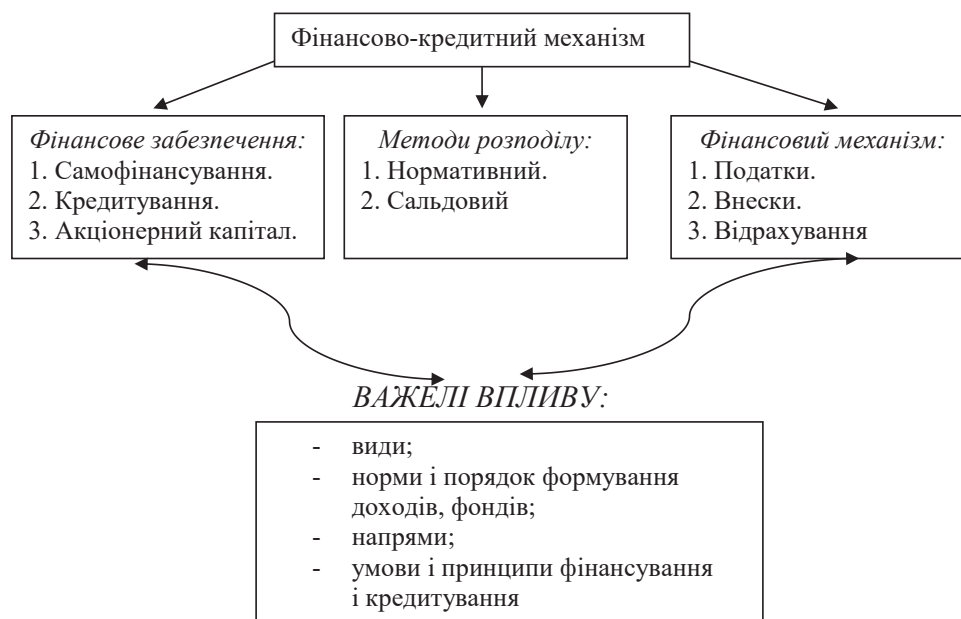 Фінансово-кредитний механізм
Фінансове забезпечення:
1. Самофінансування.
2. Кредитування.
3. Акціонерний капітал.
Методи розподілу:
1. Нормативний.
2. Сальдовий
Фінансовий механізм:
1. Податки.
2. Внески.
3. Відрахування
ВАЖЕЛІ ВПЛИВУ:
- види;
- норми і порядок формування
доходів, фондів;
- напрями;
- умови і принципи фінансування
і кредитування